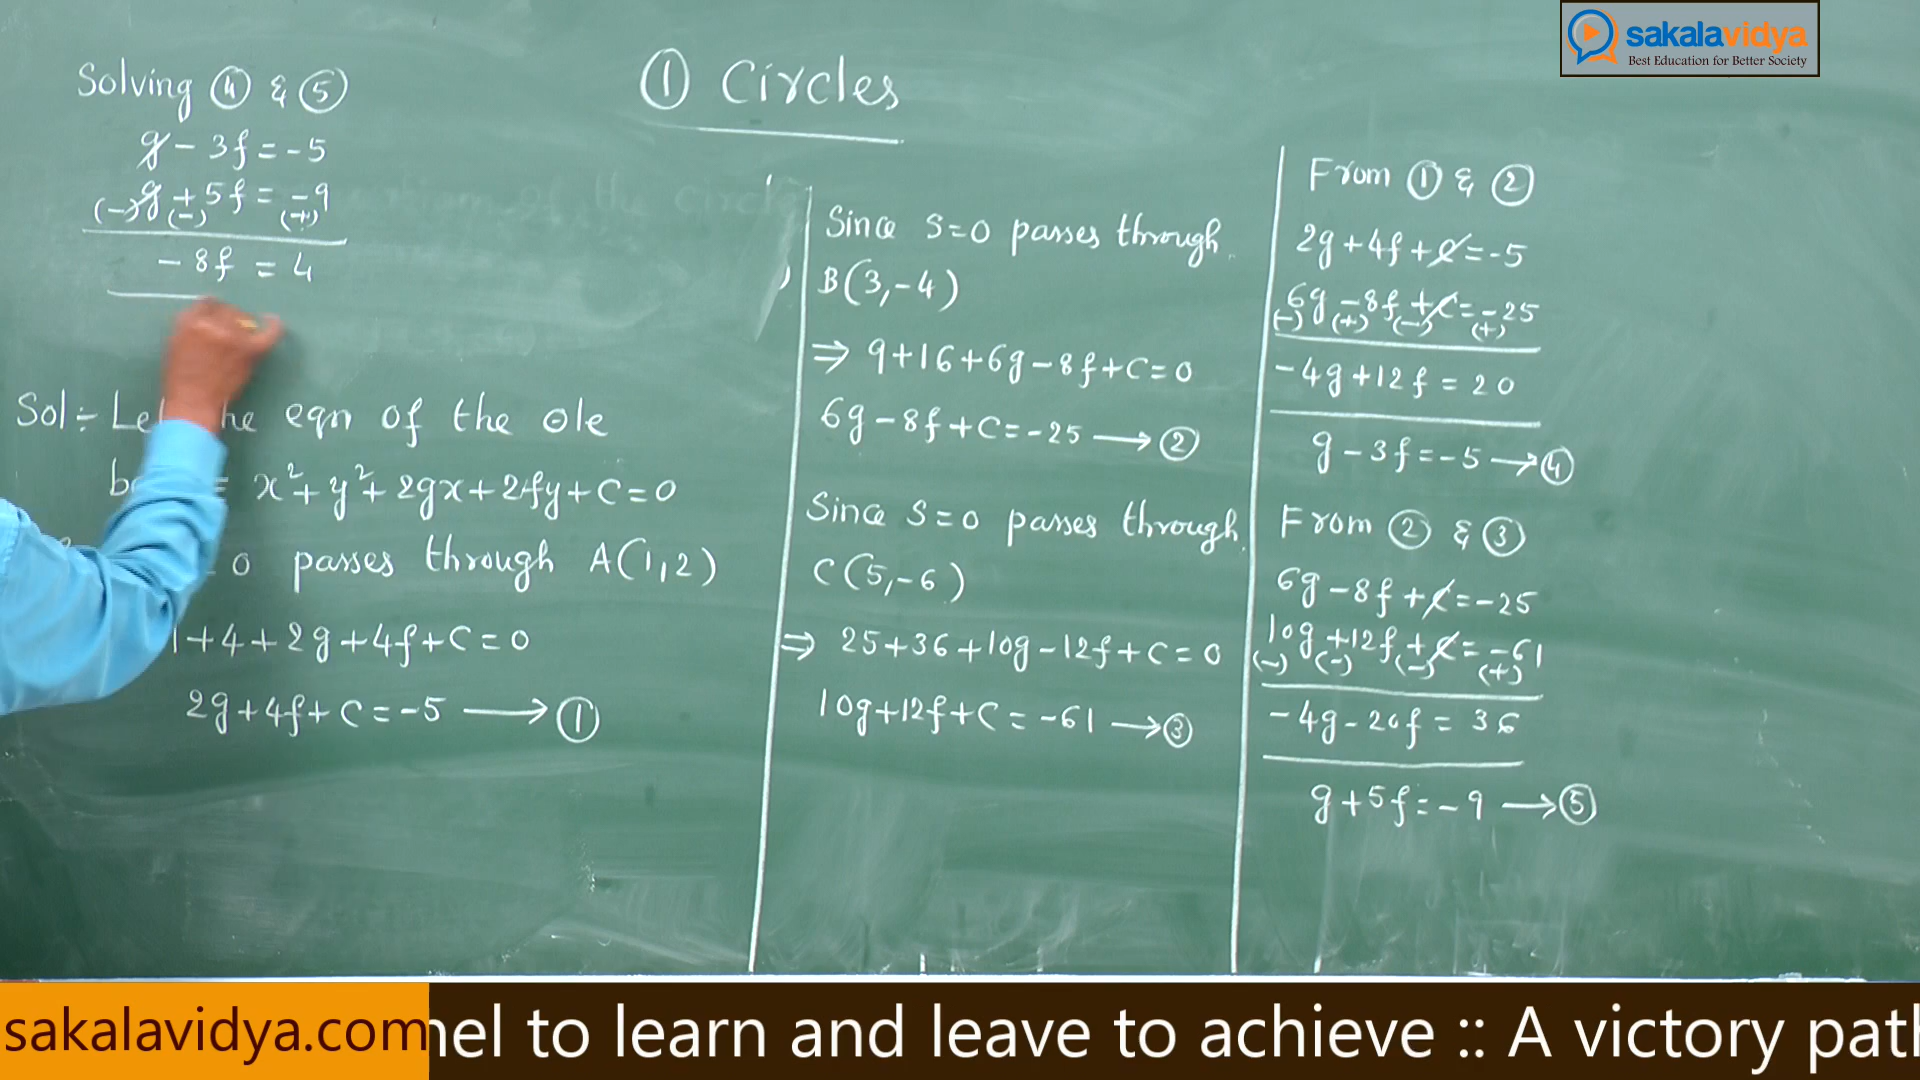 sakalavidya
Best Education for Better Society
① Circles
Solving ④ & ⑤
g - 3f = -5
g + 5f = -9
(-) (-) (+)
- 8f = 4
Sol:- Let the eqn of the ⊙le
= x²+ y²+ 2gx + 2fy + C = 0
0 passes through A(1,2)
1 + 4 + 2g + 4f + C = 0
2g + 4f + C = -5 → ①
Since S=0 passes through
B(3,-4)
⇒ 9+16+6g-8f+C=0
6g-8f+C=-25 → ②
Since S=0 passes through
C(5,-6)
⇒ 25+36+10g-12f+C=0
10g+12f+C = -61 → ③
From ① & ②
2g+4f+C=-5
6g-8f+C=-25
(-) (+) (-) (+)
-4g+12f = 20
g-3f=-5 → ④
From ② & ③
6g-8f+C=-25
10g+12f+C=-61
(-) (-) (-) (+)
-4g-20f = 36
g+5f=-9 → ⑤
sakalavidya.com
nel to learn and leave to achieve :: A victory path